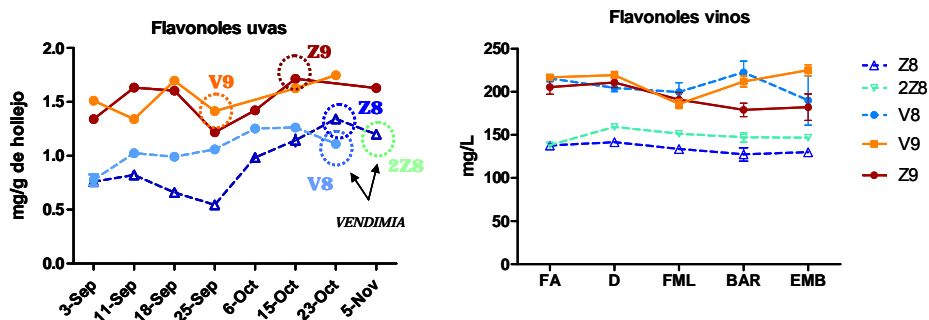 Flavonoles uvas
mg/g de hollejo
2.0
1.5
1.0
0.5
0.0
Z9
V9
Z8
V8
2Z8
VENDIMIA
3-Sep
11-Sep
18-Sep
25-Sep
6-Oct
15-Oct
23-Oct
5-Nov
Flavonoles vinos
mg/L
250
200
150
100
50
0
FA
D
FML
BAR
EMB
Z8
2Z8
V8
V9
Z9